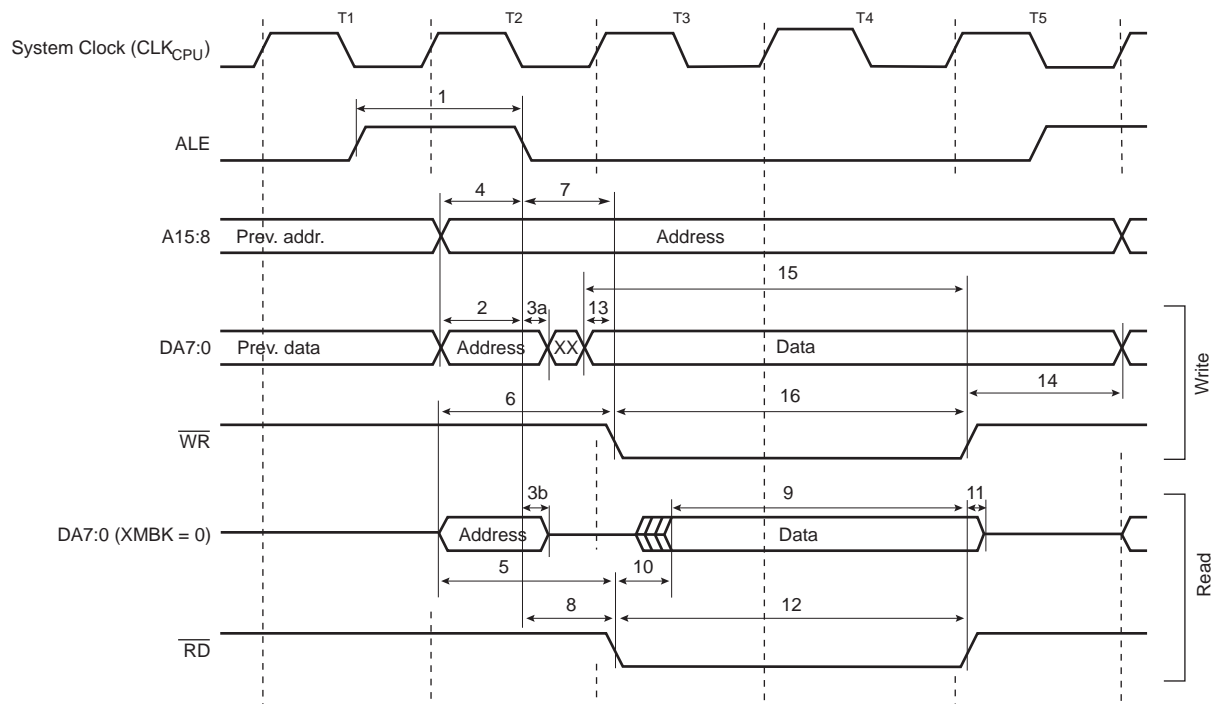 T1 T2 T3 T4 T5
System Clock (CLKCPU)
1
ALE
4 7
A15:8 Prev. addr. Address
15
2 3a 13
DA7:0 Prev. data Address XX Data
14
6 16
WR
Write
3b 9 11
DA7:0 (XMBK = 0) Address Data
5 10
8 12
RD
Read